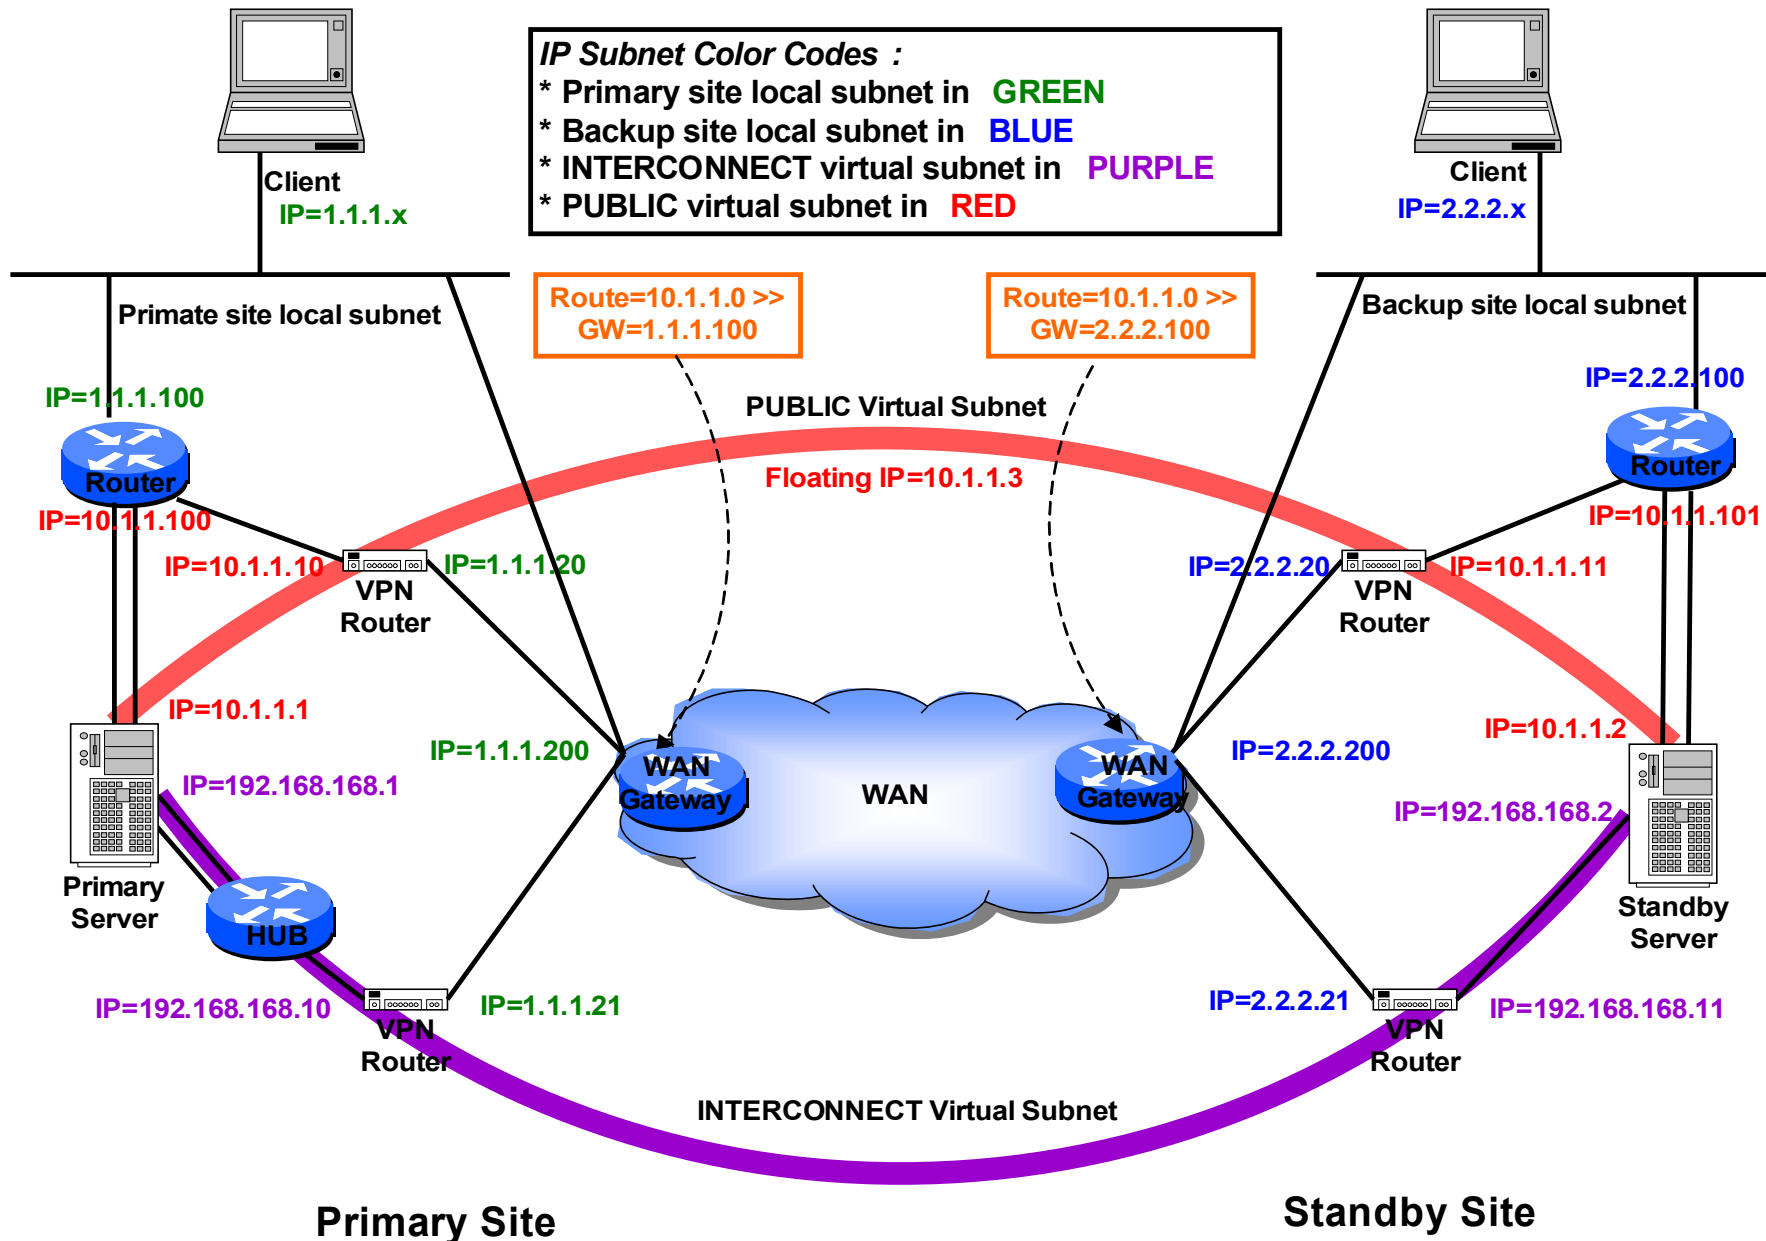 IP Subnet Color Codes :
* Primary site local subnet in GREEN
* Backup site local subnet in BLUE
* INTERCONNECT virtual subnet in PURPLE
* PUBLIC virtual subnet in RED
Client
IP=1.1.1.x
Client
IP=2.2.2.x
Primate site local subnet
Route=10.1.1.0 >>
GW=1.1.1.100
Route=10.1.1.0 >>
GW=2.2.2.100
Backup site local subnet
IP=1.1.1.100
Router
IP=10.1.1.100
PUBLIC Virtual Subnet
Floating IP=10.1.1.3
IP=2.2.2.100
Router
IP=10.1.1.101
IP=10.1.1.10
IP=1.1.1.20
VPN
Router
IP=2.2.2.20
IP=10.1.1.11
VPN
Router
IP=10.1.1.1
IP=1.1.1.200
WAN
Gateway
WAN
WAN
Gateway
IP=2.2.2.200
IP=10.1.1.2
IP=192.168.168.1
IP=192.168.168.2
Primary
Server
HUB
Standby
Server
IP=192.168.168.10
IP=1.1.1.21
VPN
Router
IP=2.2.2.21
IP=192.168.168.11
VPN
Router
INTERCONNECT Virtual Subnet
Primary Site
Standby Site